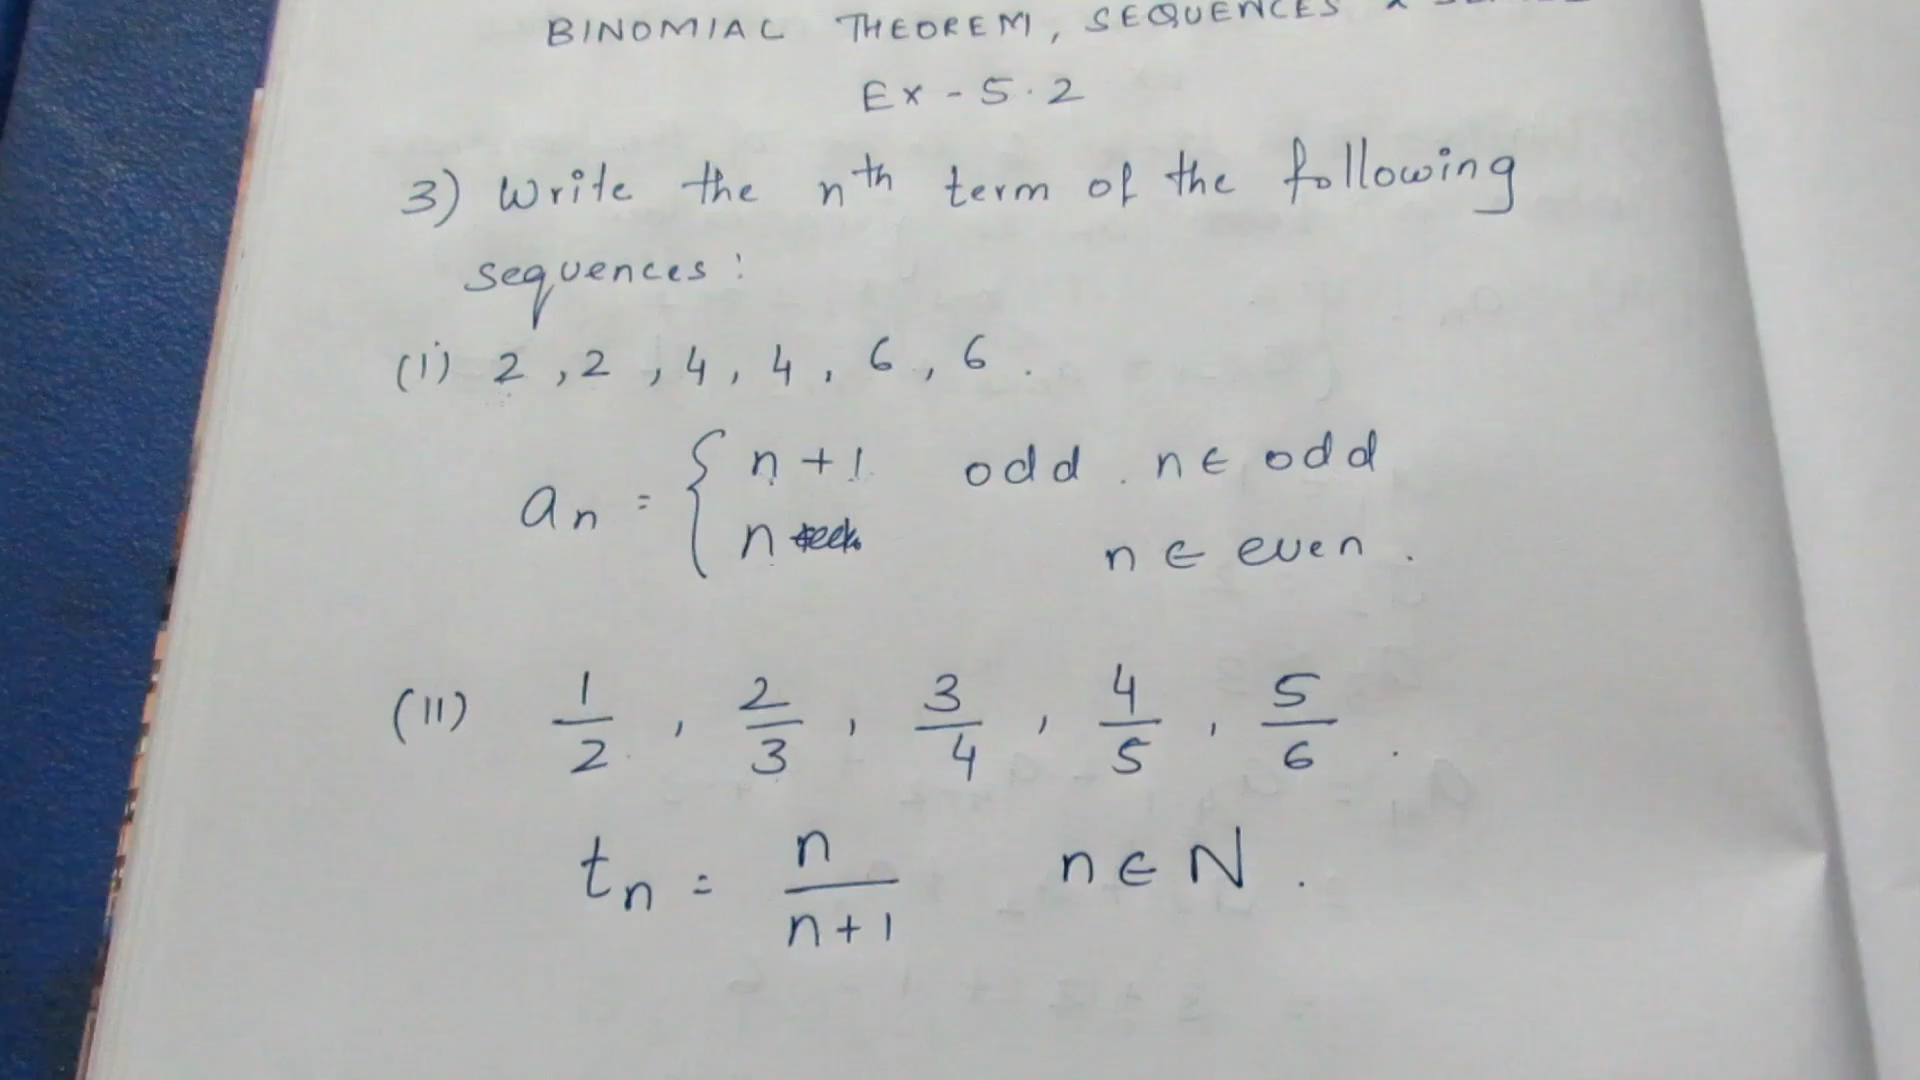 BINOMIAL THEOREM, SEQUENCES
Ex - 5.2
3) Write the nth term of the following
sequences:
(i) 2, 2, 4, 4, 6, 6.
an = { n+1 odd. n∈ odd
n n ∈ even.
(ii) 1/2, 2/3, 3/4, 4/5, 5/6.
tn = n/n+1 n∈N.